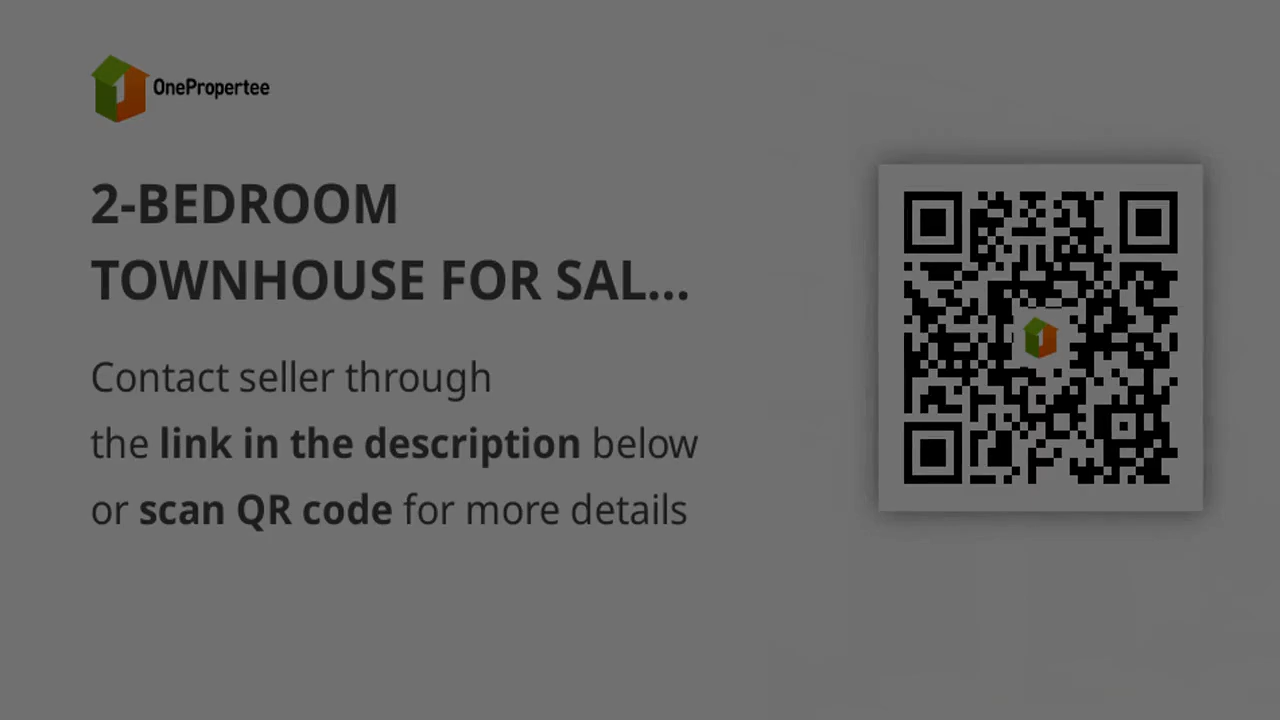 OnePropertee
2-BEDROOM
TOWNHOUSE FOR SAL...
Contact seller through
the link in the description below
or scan QR code for more details